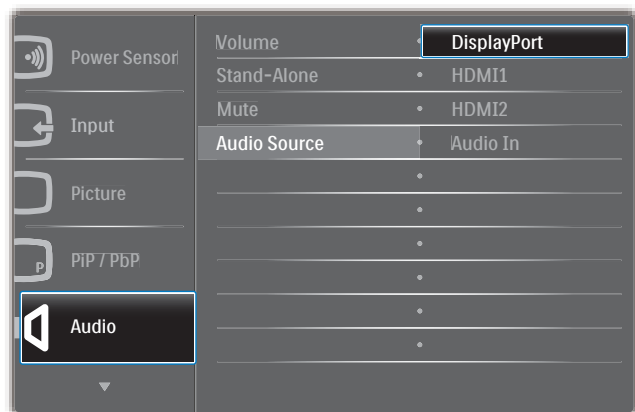 Power Sensor
Input
Picture
P
PiP / PbP
Audio
Volume
Stand-Alone
Mute
Audio Source
DisplayPort
HDMI1
HDMI2
Audio In